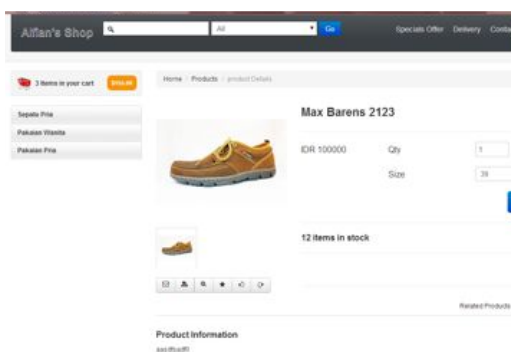 Alfian's Shop
All
Go
Specials Offer Delivery Conta
3 Items in your cart
Home / Products / product Details
Sepatu Pria
Pakaian Wanita
Pakaian Pria
Max Barens 2123
IDR 100000 Qty 1
Size 39
12 items in stock
Related Products
Product Information